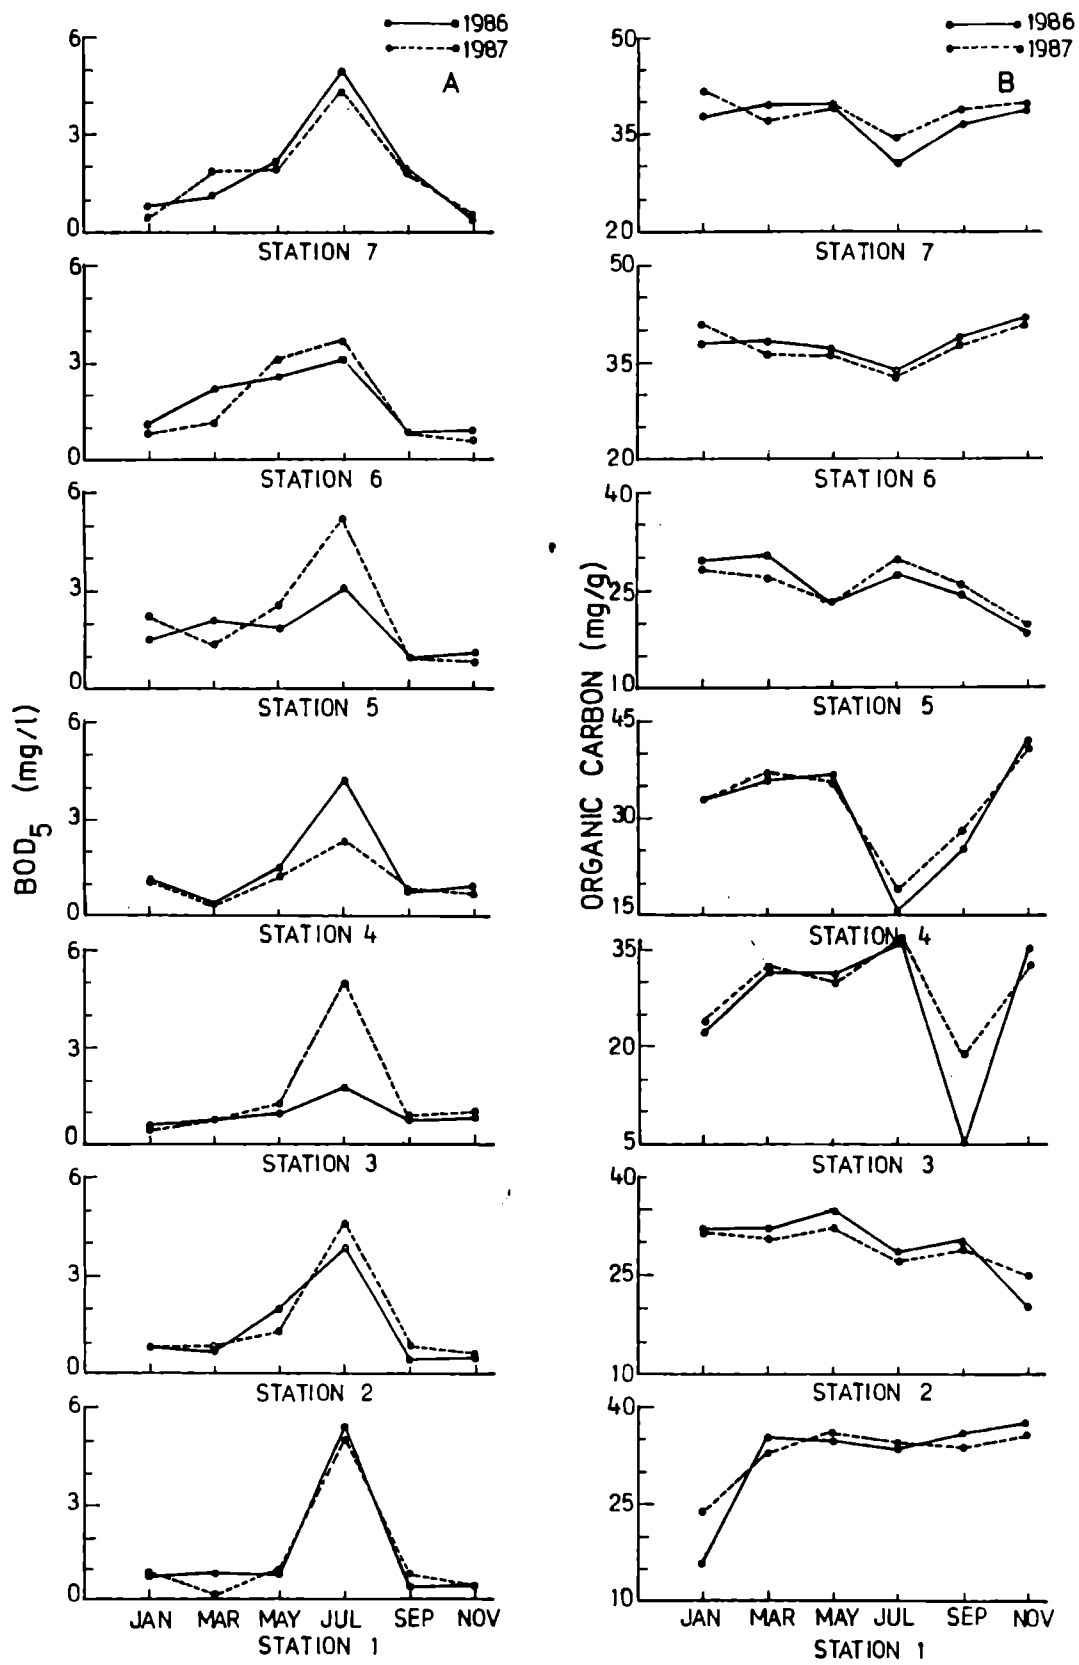 1986
1987
A
6
3
0
STATION 7
6
3
0
STATION 6
6
3
0
STATION 5
6
3
0
STATION 4
6
3
0
STATION 3
6
3
0
STATION 2
6
3
0
JAN MAR MAY JUL SEP NOV
STATION 1
BOD5 (mg/l)
1986
1987
B
50
35
20
STATION 7
50
35
20
STATION 6
40
25
10
STATION 5
45
30
15
STATION 4
35
20
5
STATION 3
40
25
10
STATION 2
40
25
10
JAN MAR MAY JUL SEP NOV
STATION 1
ORGANIC CARBON (mg/g)